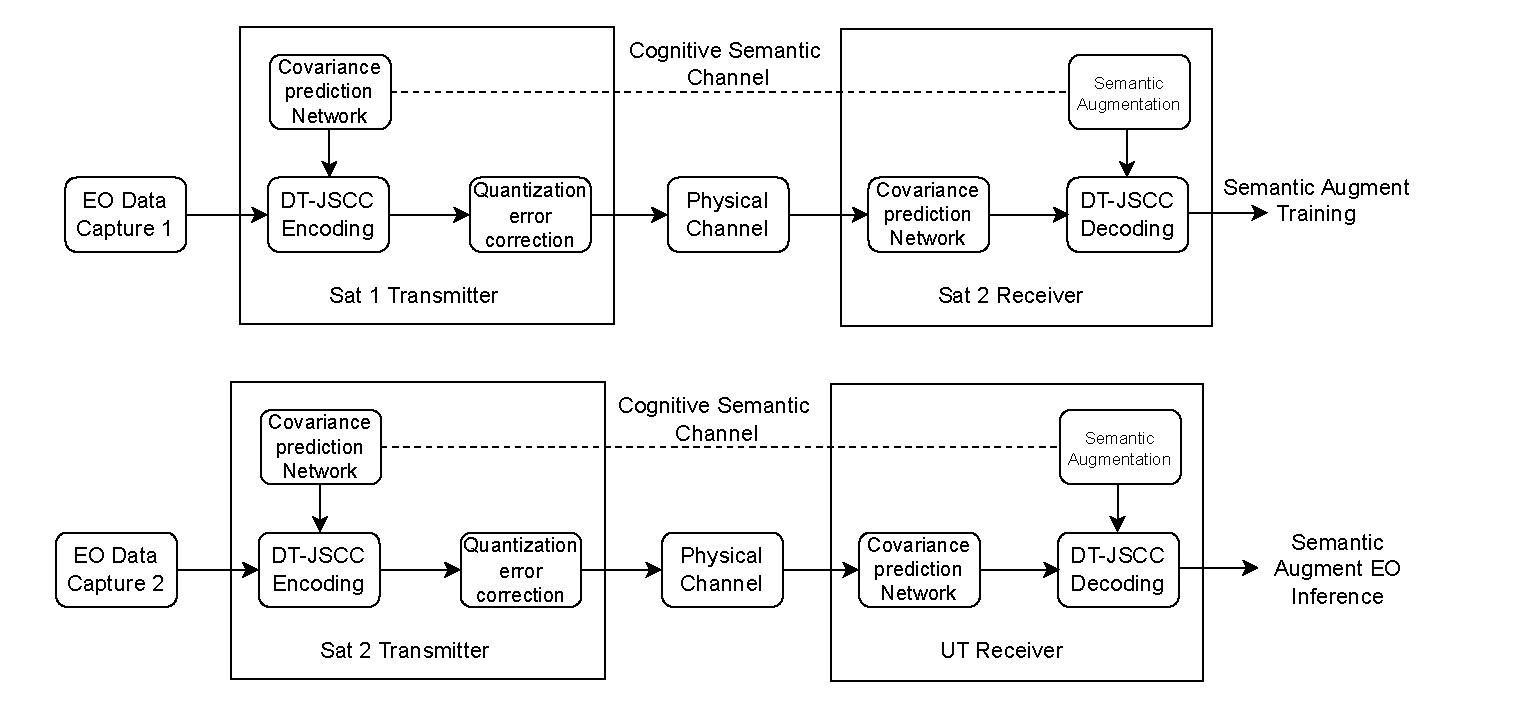 Cognitive Semantic
Channel
Covariance
prediction
Network
Semantic
Augmentation
EO Data
Capture 1
DT-JSCC
Encoding
Quantization
error
correction
Physical
Channel
Covariance
prediction
Network
DT-JSCC
Decoding
Semantic Augment
Training
Sat 1 Transmitter
Sat 2 Receiver
Cognitive Semantic
Channel
Covariance
prediction
Network
Semantic
Augmentation
EO Data
Capture 2
DT-JSCC
Encoding
Quantization
error
correction
Physical
Channel
Covariance
prediction
Network
DT-JSCC
Decoding
Semantic
Augment EO
Inference
Sat 2 Transmitter
UT Receiver